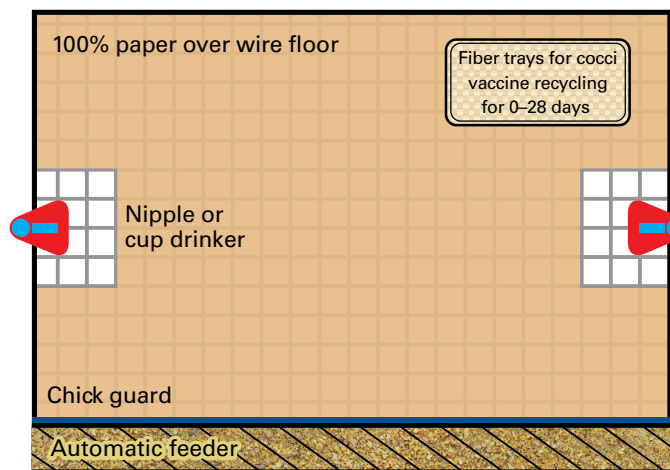 100% paper over wire floor
Fiber trays for cocci
vaccine recycling
for 0–28 days
Nipple or
cup drinker
Chick guard
Automatic feeder